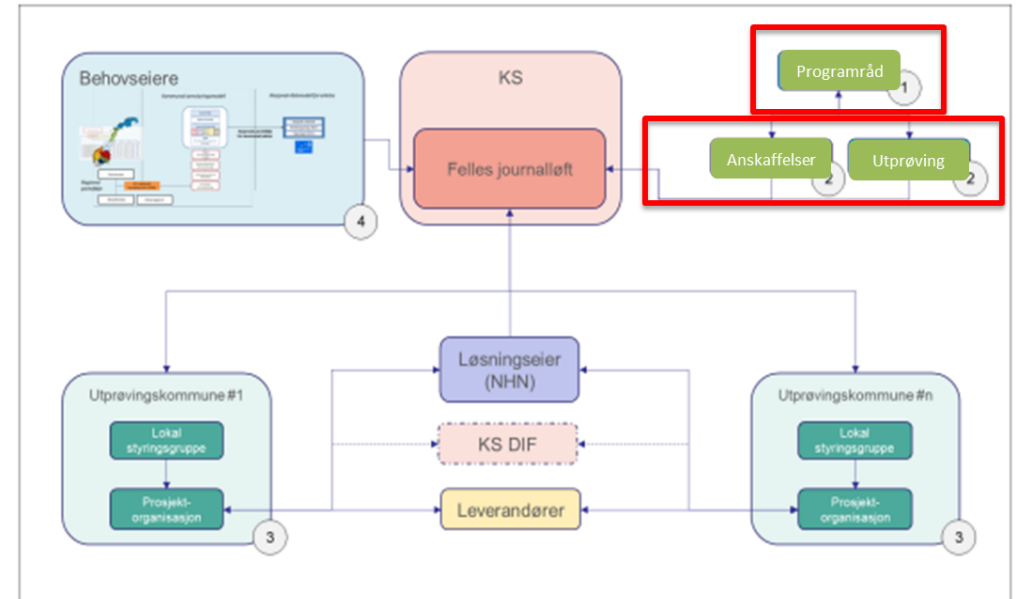 Behovseiere
KS
Programråd
1
Felles journalløft
Anskaffelser
2
Utprøving
2
4
Utprøvingskommune #1
Lokal
styringsgruppe
Prosjekt-
organisasjon
3
Løsningseier
(NHN)
KS DIF
Leverandører
Utprøvingskommune #n
Lokal
styringsgruppe
Prosjekt-
organisasjon
3